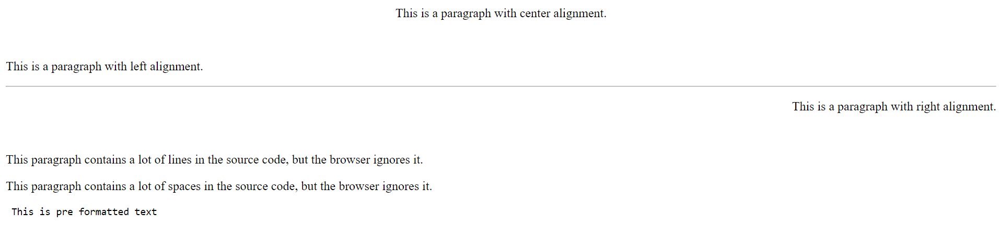 This is a paragraph with center alignment.
This is a paragraph with left alignment.
This is a paragraph with right alignment.
This paragraph contains a lot of lines in the source code, but the browser ignores it.
This paragraph contains a lot of spaces in the source code, but the browser ignores it.
This is pre formatted text